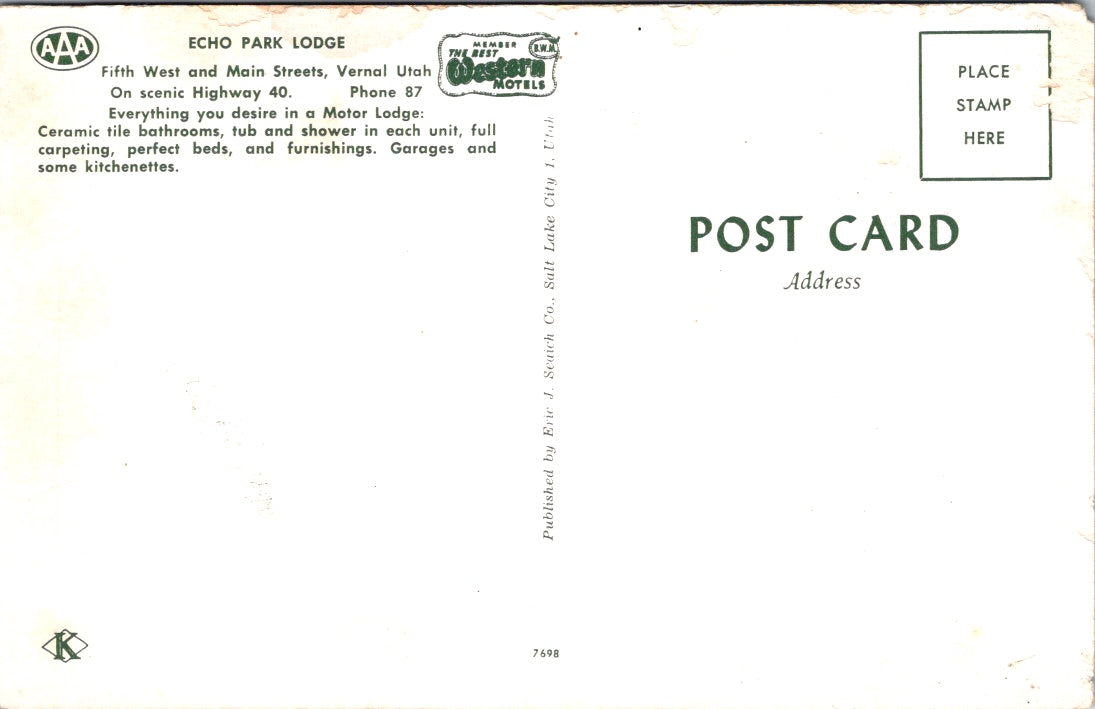 AAA
ECHO PARK LODGE
Fifth West and Main Streets, Vernal Utah
On scenic Highway 40. Phone 87
Everything you desire in a Motor Lodge:
Ceramic tile bathrooms, tub and shower in each unit, full
carpeting, perfect beds, and furnishings. Garages and
some kitchenettes.
MEMBER
B.W.M.
THE BEST
Western
MOTELS
Published by Eric J. Seaich Co., Salt Lake City 1, Utah
PLACE
STAMP
HERE
POST CARD
Address
K
7698